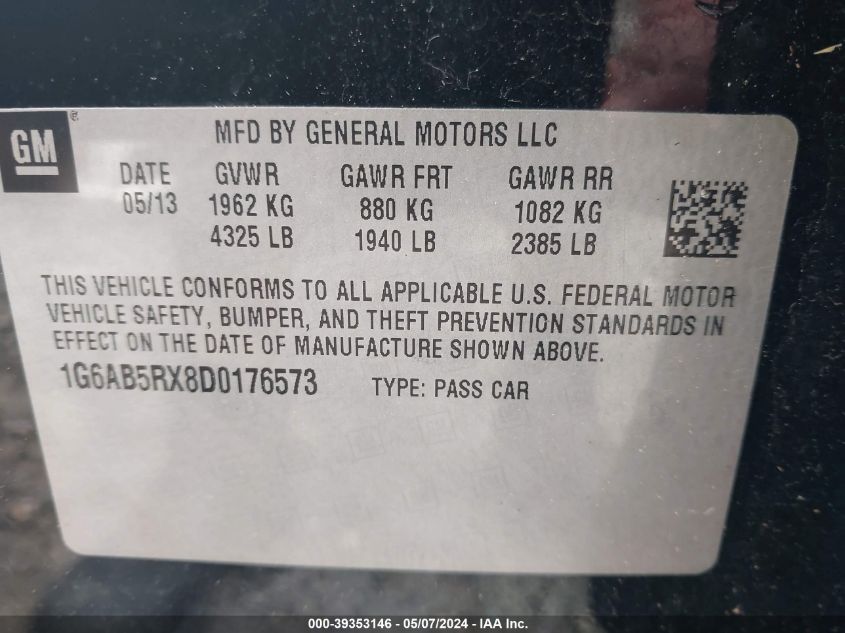 GM ®
MFD BY GENERAL MOTORS LLC
DATE GVWR GAWR FRT GAWR RR
05/13 1962 KG 880 KG 1082 KG
4325 LB 1940 LB 2385 LB
THIS VEHICLE CONFORMS TO ALL APPLICABLE U.S. FEDERAL MOTOR
VEHICLE SAFETY, BUMPER, AND THEFT PREVENTION STANDARDS IN
EFFECT ON THE DATE OF MANUFACTURE SHOWN ABOVE.
1G6AB5RX8D0176573 TYPE: PASS CAR
000-39353146 - 05/07/2024 - IAA Inc.